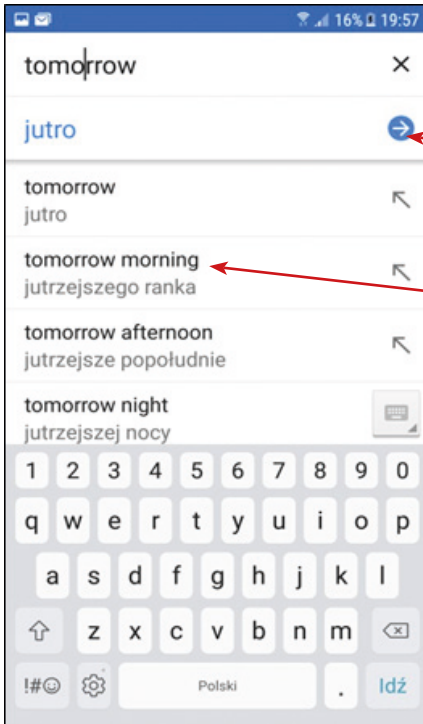 16% 19:57
tomorrow
jutro
tomorrow
jutro
tomorrow morning
jutrzejszego ranka
tomorrow afternoon
jutrzejsze popołudnie
tomorrow night
jutrzejszej nocy
1 2 3 4 5 6 7 8 9 0
q w e r t y u i o p
a s d f g h j k l
z x c v b n m
!#☺ Polski . Idź